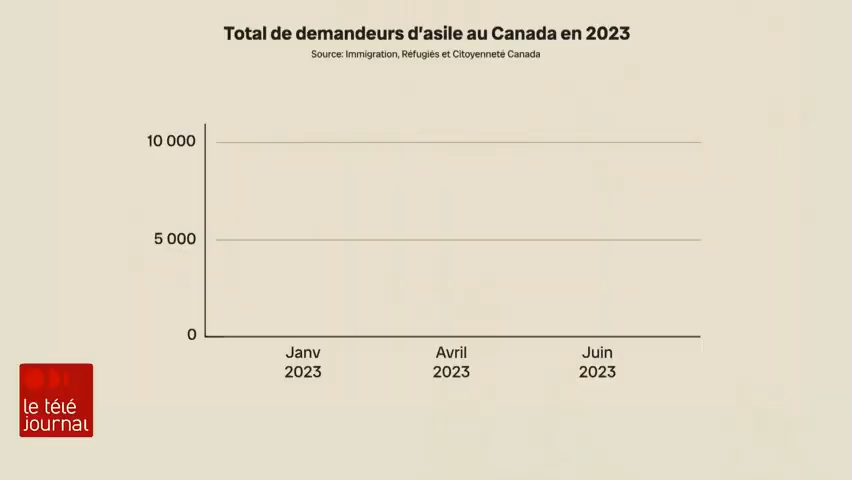 Total de demandeurs d'asile au Canada en 2023
Source: Immigration, Réfugiés et Citoyenneté Canada
10 000
5 000
0
Janv
2023
Avril
2023
Juin
2023
le télé
journal